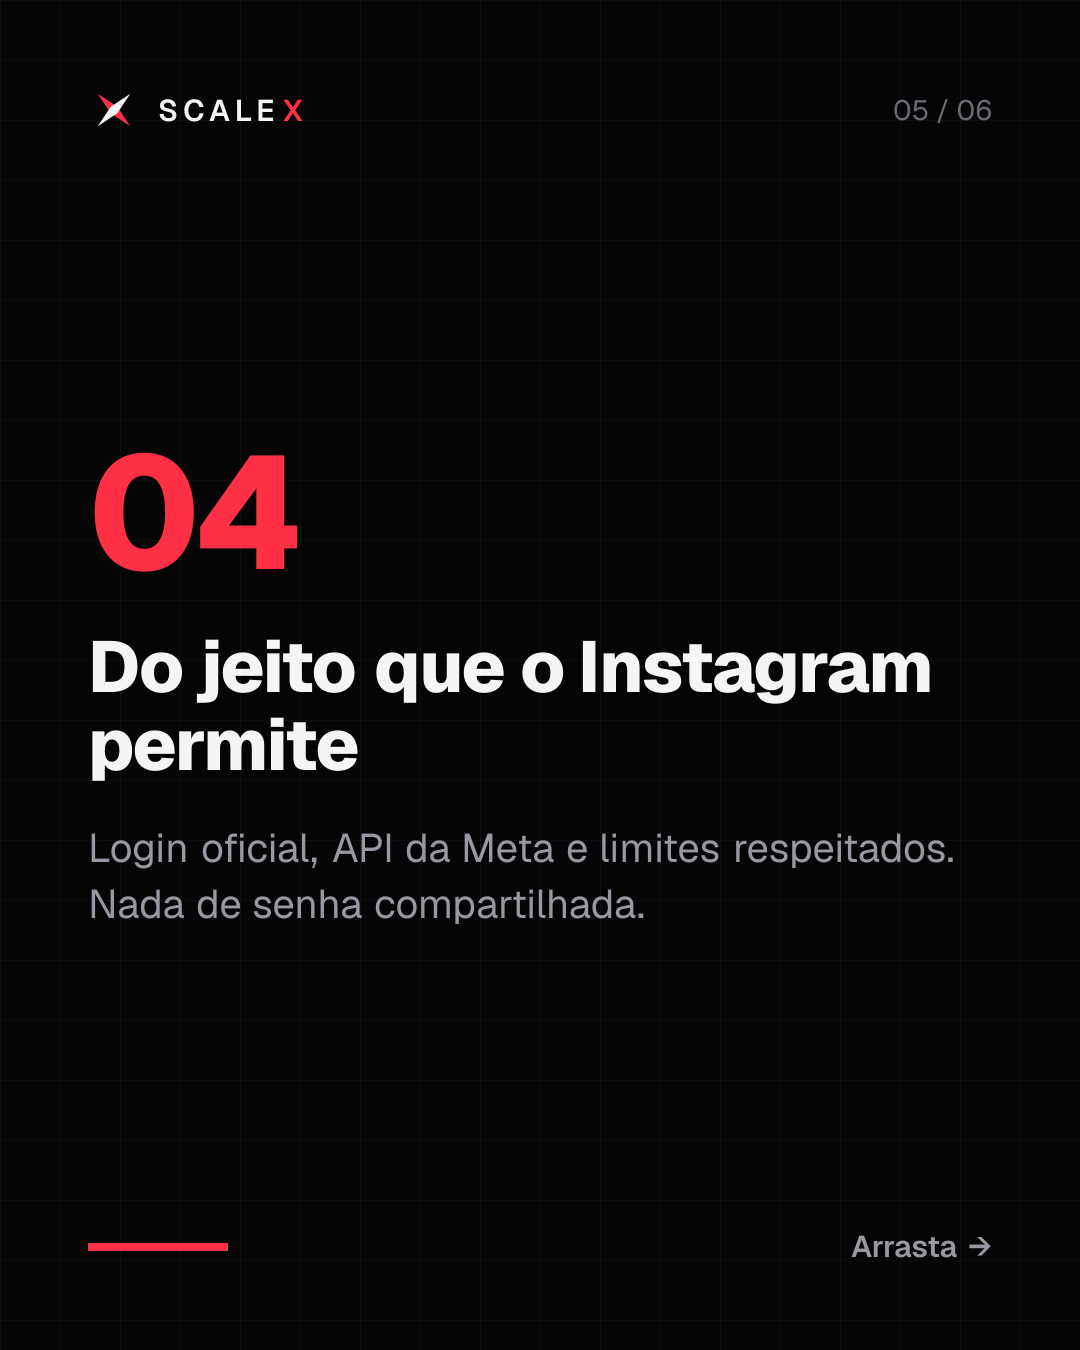 SCALEX
05 / 06
04
Do jeito que o Instagram
permite
Login oficial, API da Meta e limites respeitados.
Nada de senha compartilhada.
Arrasta →